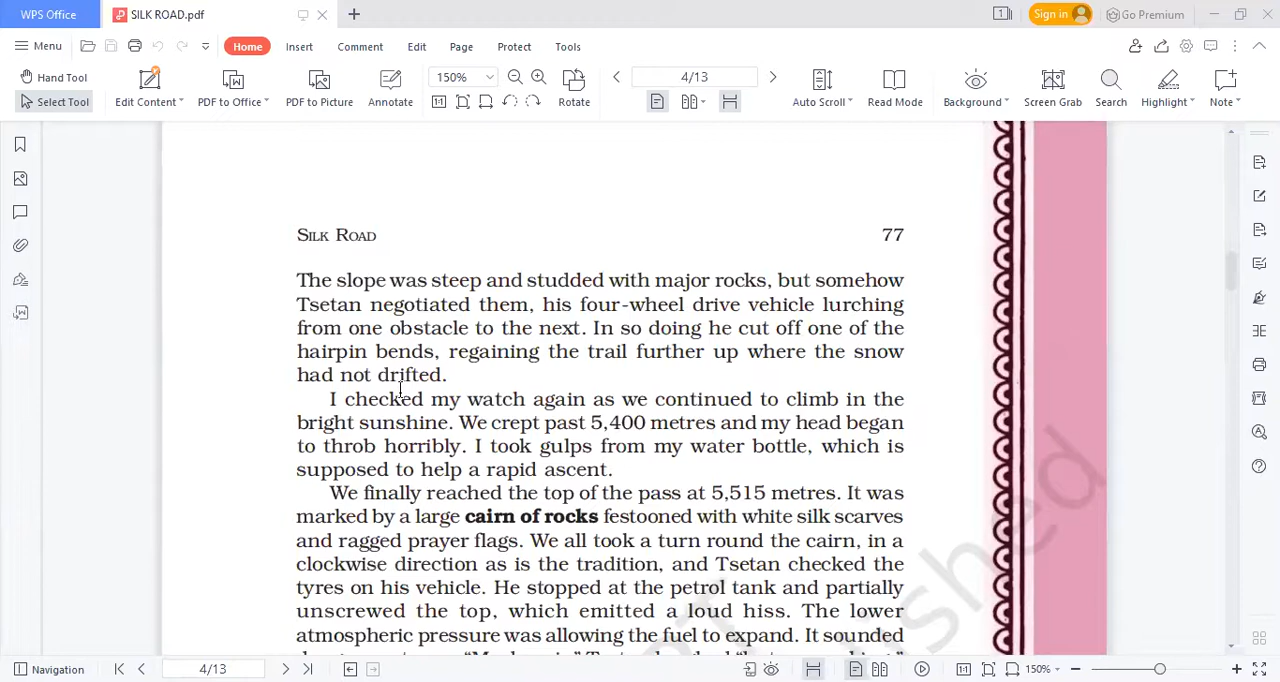 WPS Office
SILK ROAD.pdf
1
Sign in
Go Premium
Menu
Home
Insert
Comment
Edit
Page
Protect
Tools
Hand Tool
Select Tool
Edit Content
PDF to Office
PDF to Picture
Annotate
150%
Rotate
4/13
Auto Scroll
Read Mode
Background
Screen Grab
Search
Highlight
Note
SILK ROAD 77
The slope was steep and studded with major rocks, but somehow
Tsetan negotiated them, his four-wheel drive vehicle lurching
from one obstacle to the next. In so doing he cut off one of the
hairpin bends, regaining the trail further up where the snow
had not drifted.
I checked my watch again as we continued to climb in the
bright sunshine. We crept past 5,400 metres and my head began
to throb horribly. I took gulps from my water bottle, which is
supposed to help a rapid ascent.
We finally reached the top of the pass at 5,515 metres. It was
marked by a large cairn of rocks festooned with white silk scarves
and ragged prayer flags. We all took a turn round the cairn, in a
clockwise direction as is the tradition, and Tsetan checked the
tyres on his vehicle. He stopped at the petrol tank and partially
unscrewed the top, which emitted a loud hiss. The lower
atmospheric pressure was allowing the fuel to expand. It sounded
Navigation
4/13
150%